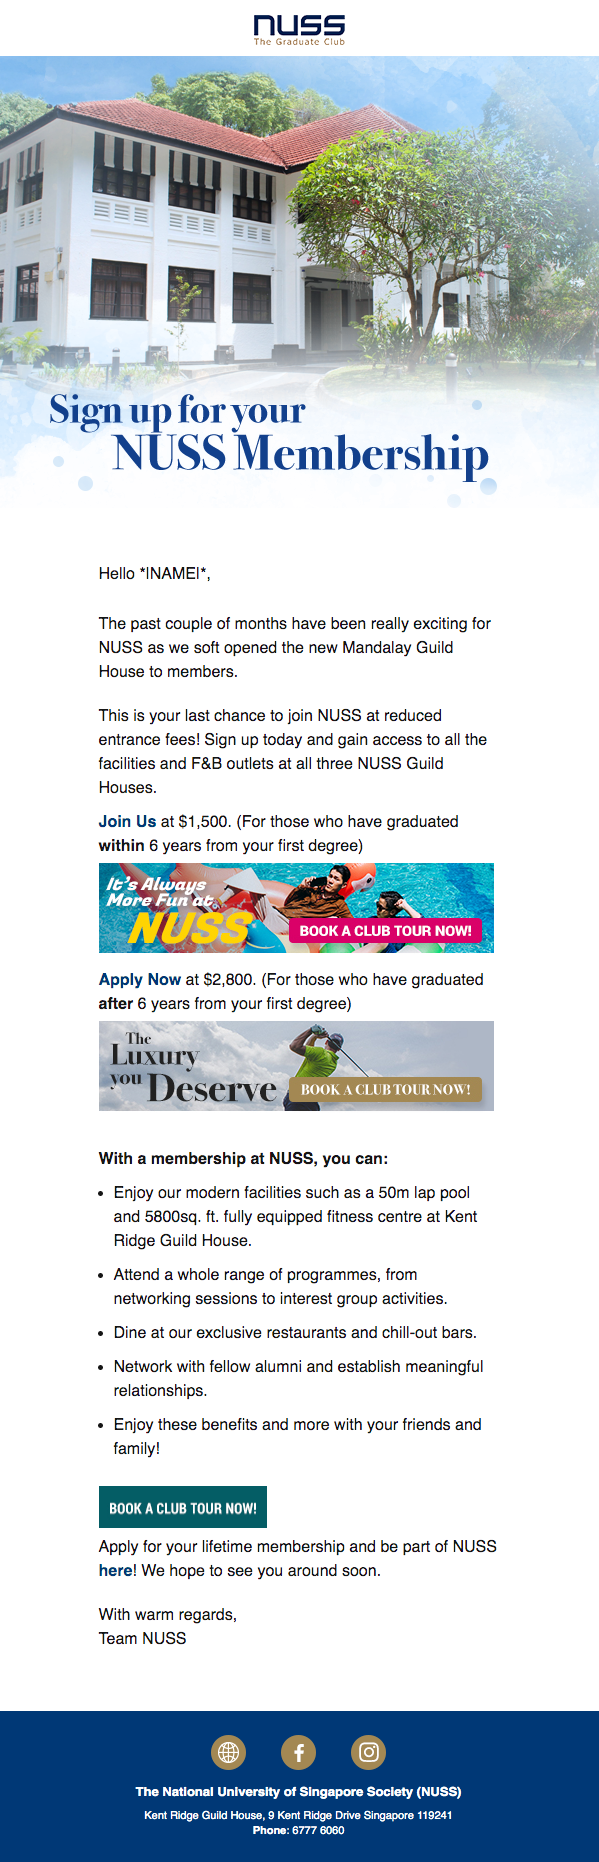 NUSS
The Graduate Club
Sign up for your
NUSS Membership
Hello *|NAME|*,
The past couple of months have been really exciting for
NUSS as we soft opened the new Mandalay Guild
House to members.
This is your last chance to join NUSS at reduced
entrance fees! Sign up today and gain access to all the
facilities and F&B outlets at all three NUSS Guild
Houses.
Join Us at $1,500. (For those who have graduated
within 6 years from your first degree)
It's Always
More Fun at
NUSS
BOOK A CLUB TOUR NOW!
Apply Now at $2,800. (For those who have graduated
after 6 years from your first degree)
The
Luxury
you Deserve
BOOK A CLUB TOUR NOW!
With a membership at NUSS, you can:
• Enjoy our modern facilities such as a 50m lap pool
and 5800sq. ft. fully equipped fitness centre at Kent
Ridge Guild House.
• Attend a whole range of programmes, from
networking sessions to interest group activities.
• Dine at our exclusive restaurants and chill-out bars.
• Network with fellow alumni and establish meaningful
relationships.
• Enjoy these benefits and more with your friends and
family!
BOOK A CLUB TOUR NOW!
Apply for your lifetime membership and be part of NUSS
here! We hope to see you around soon.
With warm regards,
Team NUSS
The National University of Singapore Society (NUSS)
Kent Ridge Guild House, 9 Kent Ridge Drive Singapore 119241
Phone: 6777 6060